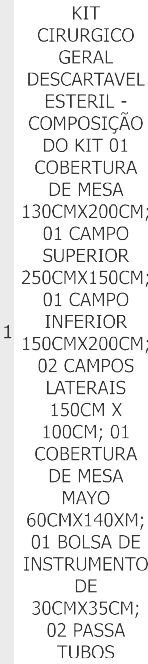 KIT
CIRURGICO
GERAL
DESCARTAVEL
ESTERIL -
COMPOSIÇÃO
DO KIT 01
COBERTURA
DE MESA
130CMX200CM;
01 CAMPO
SUPERIOR
250CMX150CM;
01 CAMPO
INFERIOR
1 150CMX200CM;
02 CAMPOS
LATERAIS
150CM X
100CM; 01
COBERTURA
DE MESA
MAYO
60CMX140XM;
01 BOLSA DE
INSTRUMENTO
DE
30CMX35CM;
02 PASSA
TUBOS